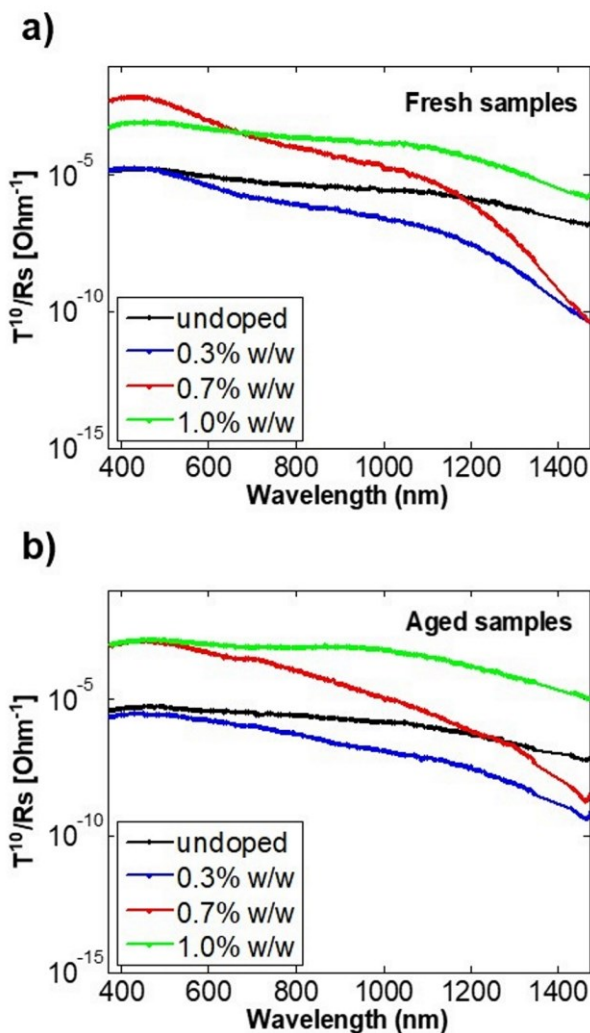 a)
Fresh samples
T¹⁰/Rs [Ohm⁻¹]
10⁻⁵
10⁻¹⁰
10⁻¹⁵
undoped
0.3% w/w
0.7% w/w
1.0% w/w
400 600 800 1000 1200 1400
Wavelength (nm)
b)
Aged samples
T¹⁰/Rs [Ohm⁻¹]
10⁻⁵
10⁻¹⁰
10⁻¹⁵
undoped
0.3% w/w
0.7% w/w
1.0% w/w
400 600 800 1000 1200 1400
Wavelength (nm)